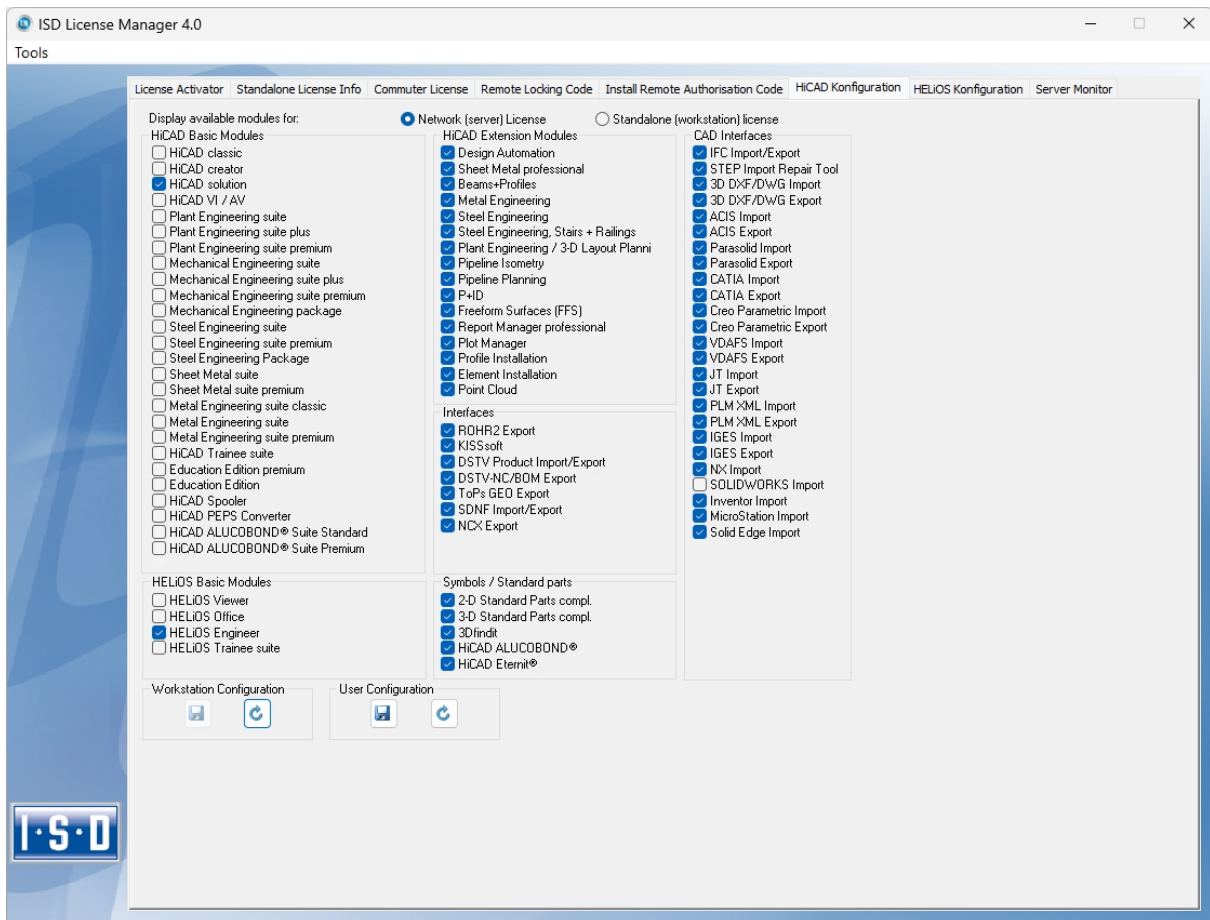 ISD License Manager 4.0
Tools
License Activator Standalone License Info Commuter License Remote Locking Code Install Remote Authorisation Code HiCAD Konfiguration HELiOS Konfiguration Server Monitor
Display available modules for: Network (server) License Standalone (workstation) license
HiCAD Basic Modules
HiCAD classic
HiCAD creator
HiCAD solution
HiCAD VI / AV
Plant Engineering suite
Plant Engineering suite plus
Plant Engineering suite premium
Mechanical Engineering suite
Mechanical Engineering suite plus
Mechanical Engineering suite premium
Mechanical Engineering package
Steel Engineering suite
Steel Engineering suite premium
Steel Engineering Package
Sheet Metal suite
Sheet Metal suite premium
Metal Engineering suite classic
Metal Engineering suite
Metal Engineering suite premium
HiCAD Trainee suite
Education Edition premium
Education Edition
HiCAD Spooler
HiCAD PEPS Converter
HiCAD ALUCOBOND® Suite Standard
HiCAD ALUCOBOND® Suite Premium
HELiOS Basic Modules
HELiOS Viewer
HELiOS Office
HELiOS Engineer
HELiOS Trainee suite
HiCAD Extension Modules
Design Automation
Sheet Metal professional
Beams+Profiles
Metal Engineering
Steel Engineering
Steel Engineering, Stairs + Railings
Plant Engineering / 3-D Layout Planni
Pipeline Isometry
Pipeline Planning
P+ID
Freeform Surfaces (FFS)
Report Manager professional
Plot Manager
Profile Installation
Element Installation
Point Cloud
Interfaces
ROHR2 Export
KISSsoft
DSTV Product Import/Export
DSTV-NC/BOM Export
ToPs GEO Export
SDNF Import/Export
NCX Export
Symbols / Standard parts
2-D Standard Parts compl.
3-D Standard Parts compl.
3Dfindit
HiCAD ALUCOBOND®
HiCAD Eternit®
CAD Interfaces
IFC Import/Export
STEP Import Repair Tool
3D DXF/DWG Import
3D DXF/DWG Export
ACIS Import
ACIS Export
Parasolid Import
Parasolid Export
CATIA Import
CATIA Export
Creo Parametric Import
Creo Parametric Export
VDAFS Import
VDAFS Export
JT Import
JT Export
PLM XML Import
PLM XML Export
IGES Import
IGES Export
NX Import
SOLIDWORKS Import
Inventor Import
MicroStation Import
Solid Edge Import
Workstation Configuration
User Configuration
I·S·D